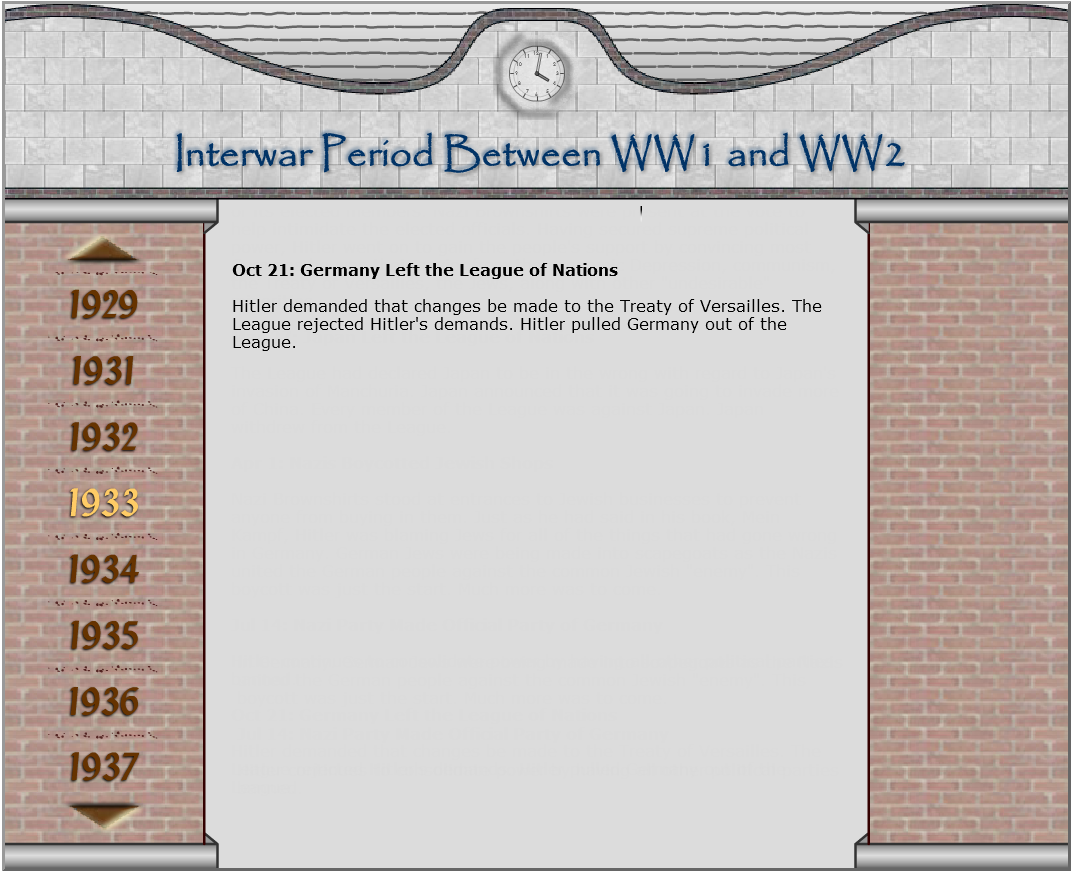 Interwar Period Between WW1 and WW2
1929
1931
1932
1933
1934
1935
1936
1937
Oct 21: Germany Left the League of Nations
Hitler demanded that changes be made to the Treaty of Versailles. The
League rejected Hitler's demands. Hitler pulled Germany out of the
League.